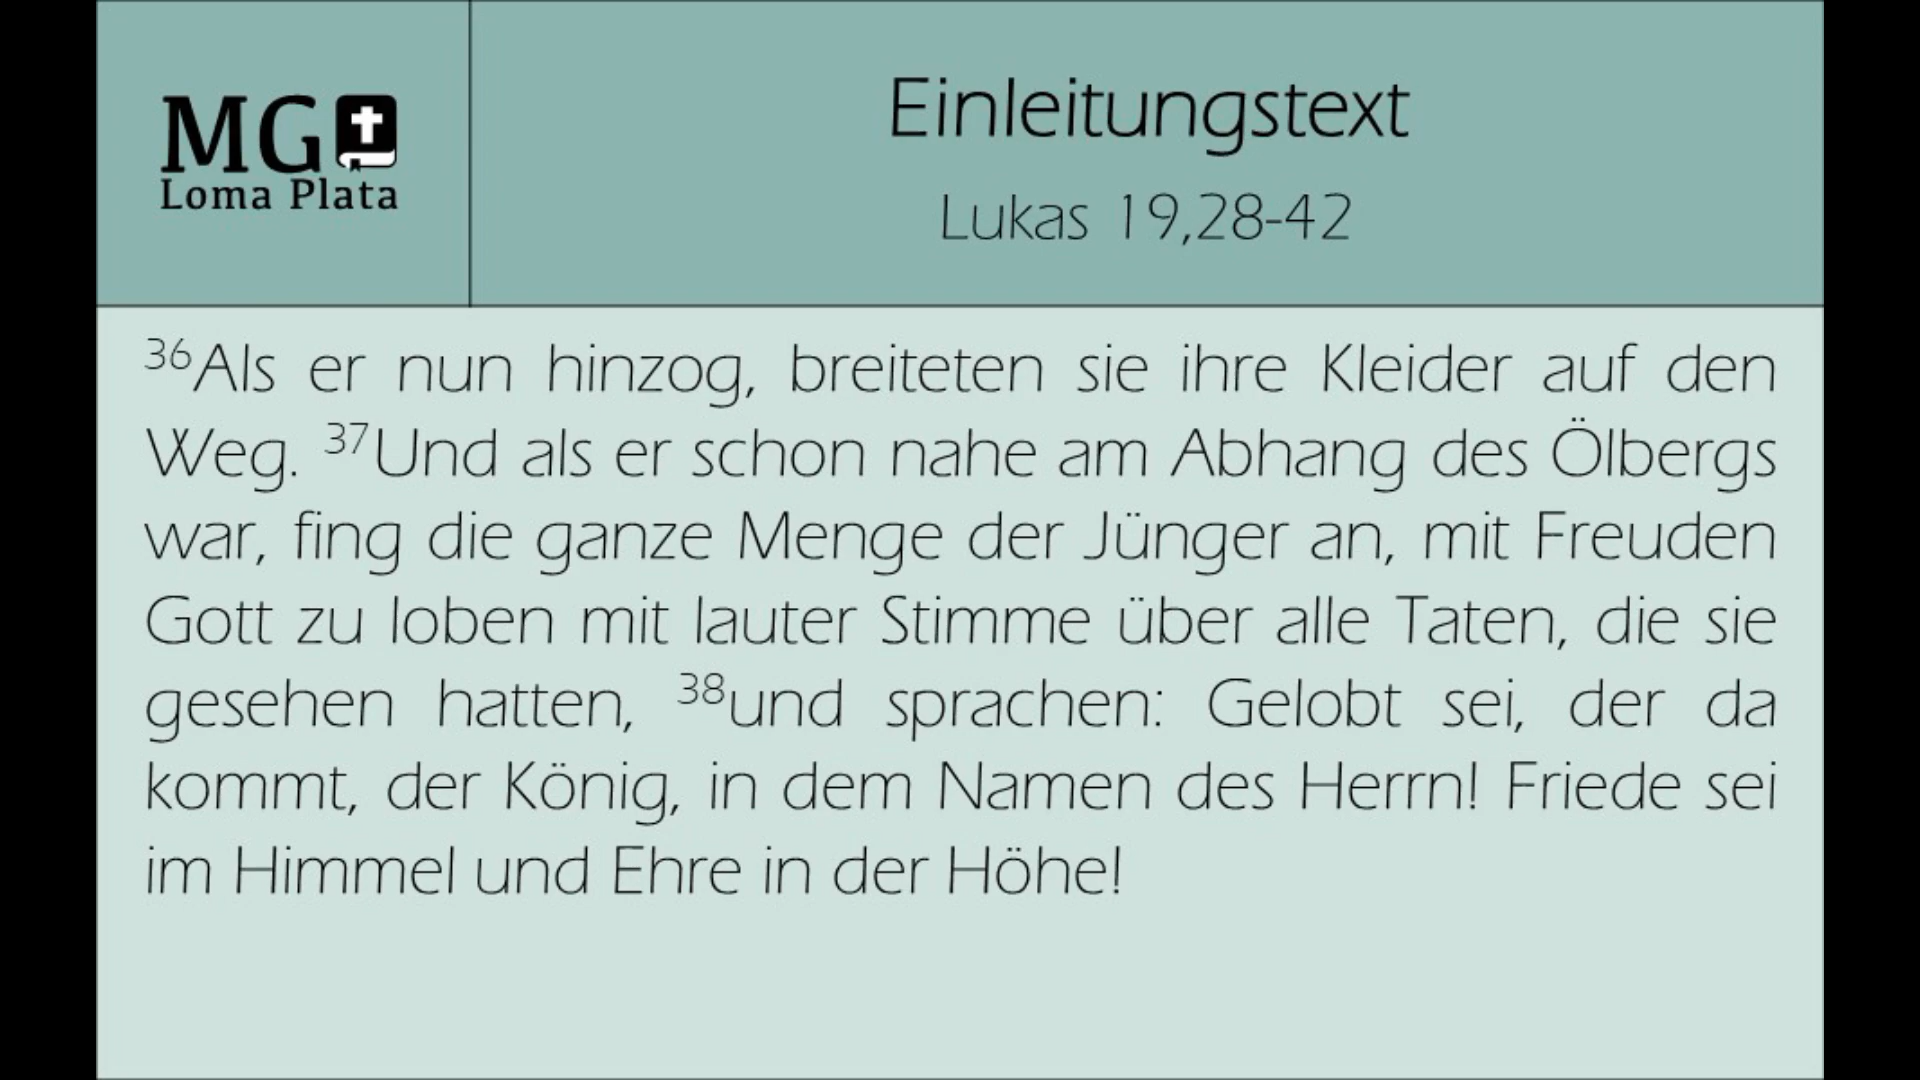 MG
Loma Plata
Einleitungstext
Lukas 19,28-42
36Als er nun hinzog, breiteten sie ihre Kleider auf den
Weg. 37Und als er schon nahe am Abhang des Ölbergs
war, fing die ganze Menge der Jünger an, mit Freuden
Gott zu loben mit lauter Stimme über alle Taten, die sie
gesehen hatten, 38und sprachen: Gelobt sei, der da
kommt, der König, in dem Namen des Herrn! Friede sei
im Himmel und Ehre in der Höhe!